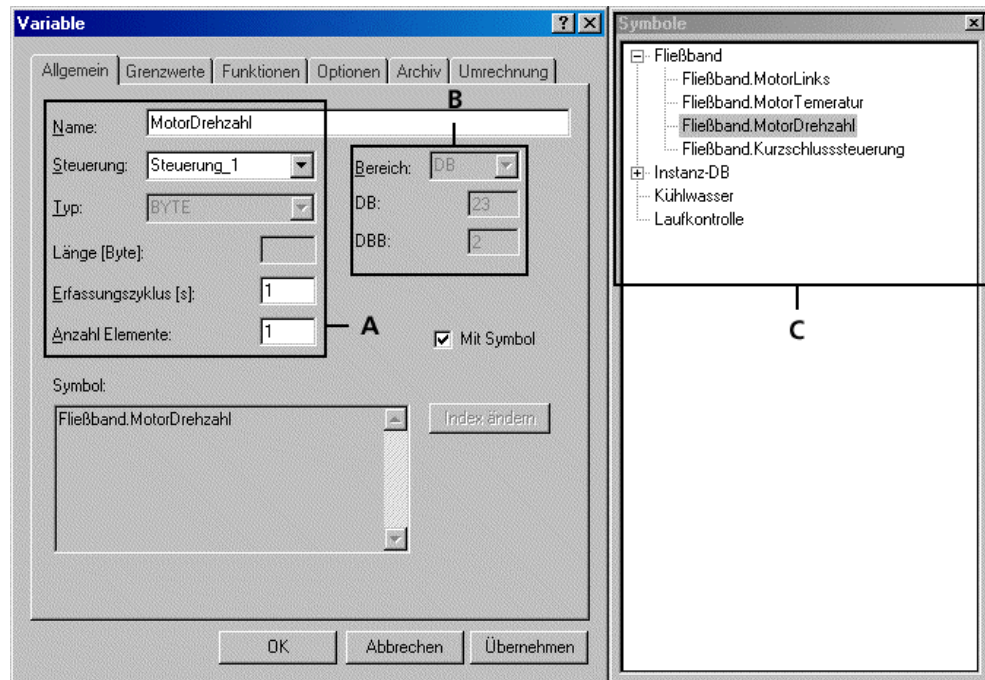 Variable
Allgemein Grenzwerte Funktionen Optionen Archiv Umrechnung
B
Name: MotorDrehzahl
Steuerung: Steuerung_1
Bereich: DB
Typ: BYTE
DB: 23
Länge [Byte]:
DBB: 2
Erfassungszyklus [s]: 1
Anzahl Elemente: 1
A
Mit Symbol
Symbol:
Fließband.MotorDrehzahl
Index ändern
OK Abbrechen Übernehmen
Symbole
Fließband
Fließband.MotorLinks
Fließband.MotorTemeratur
Fließband.MotorDrehzahl
Fließband.Kurzschlusssteuerung
Instanz-DB
Kühlwasser
Laufkontrolle
C